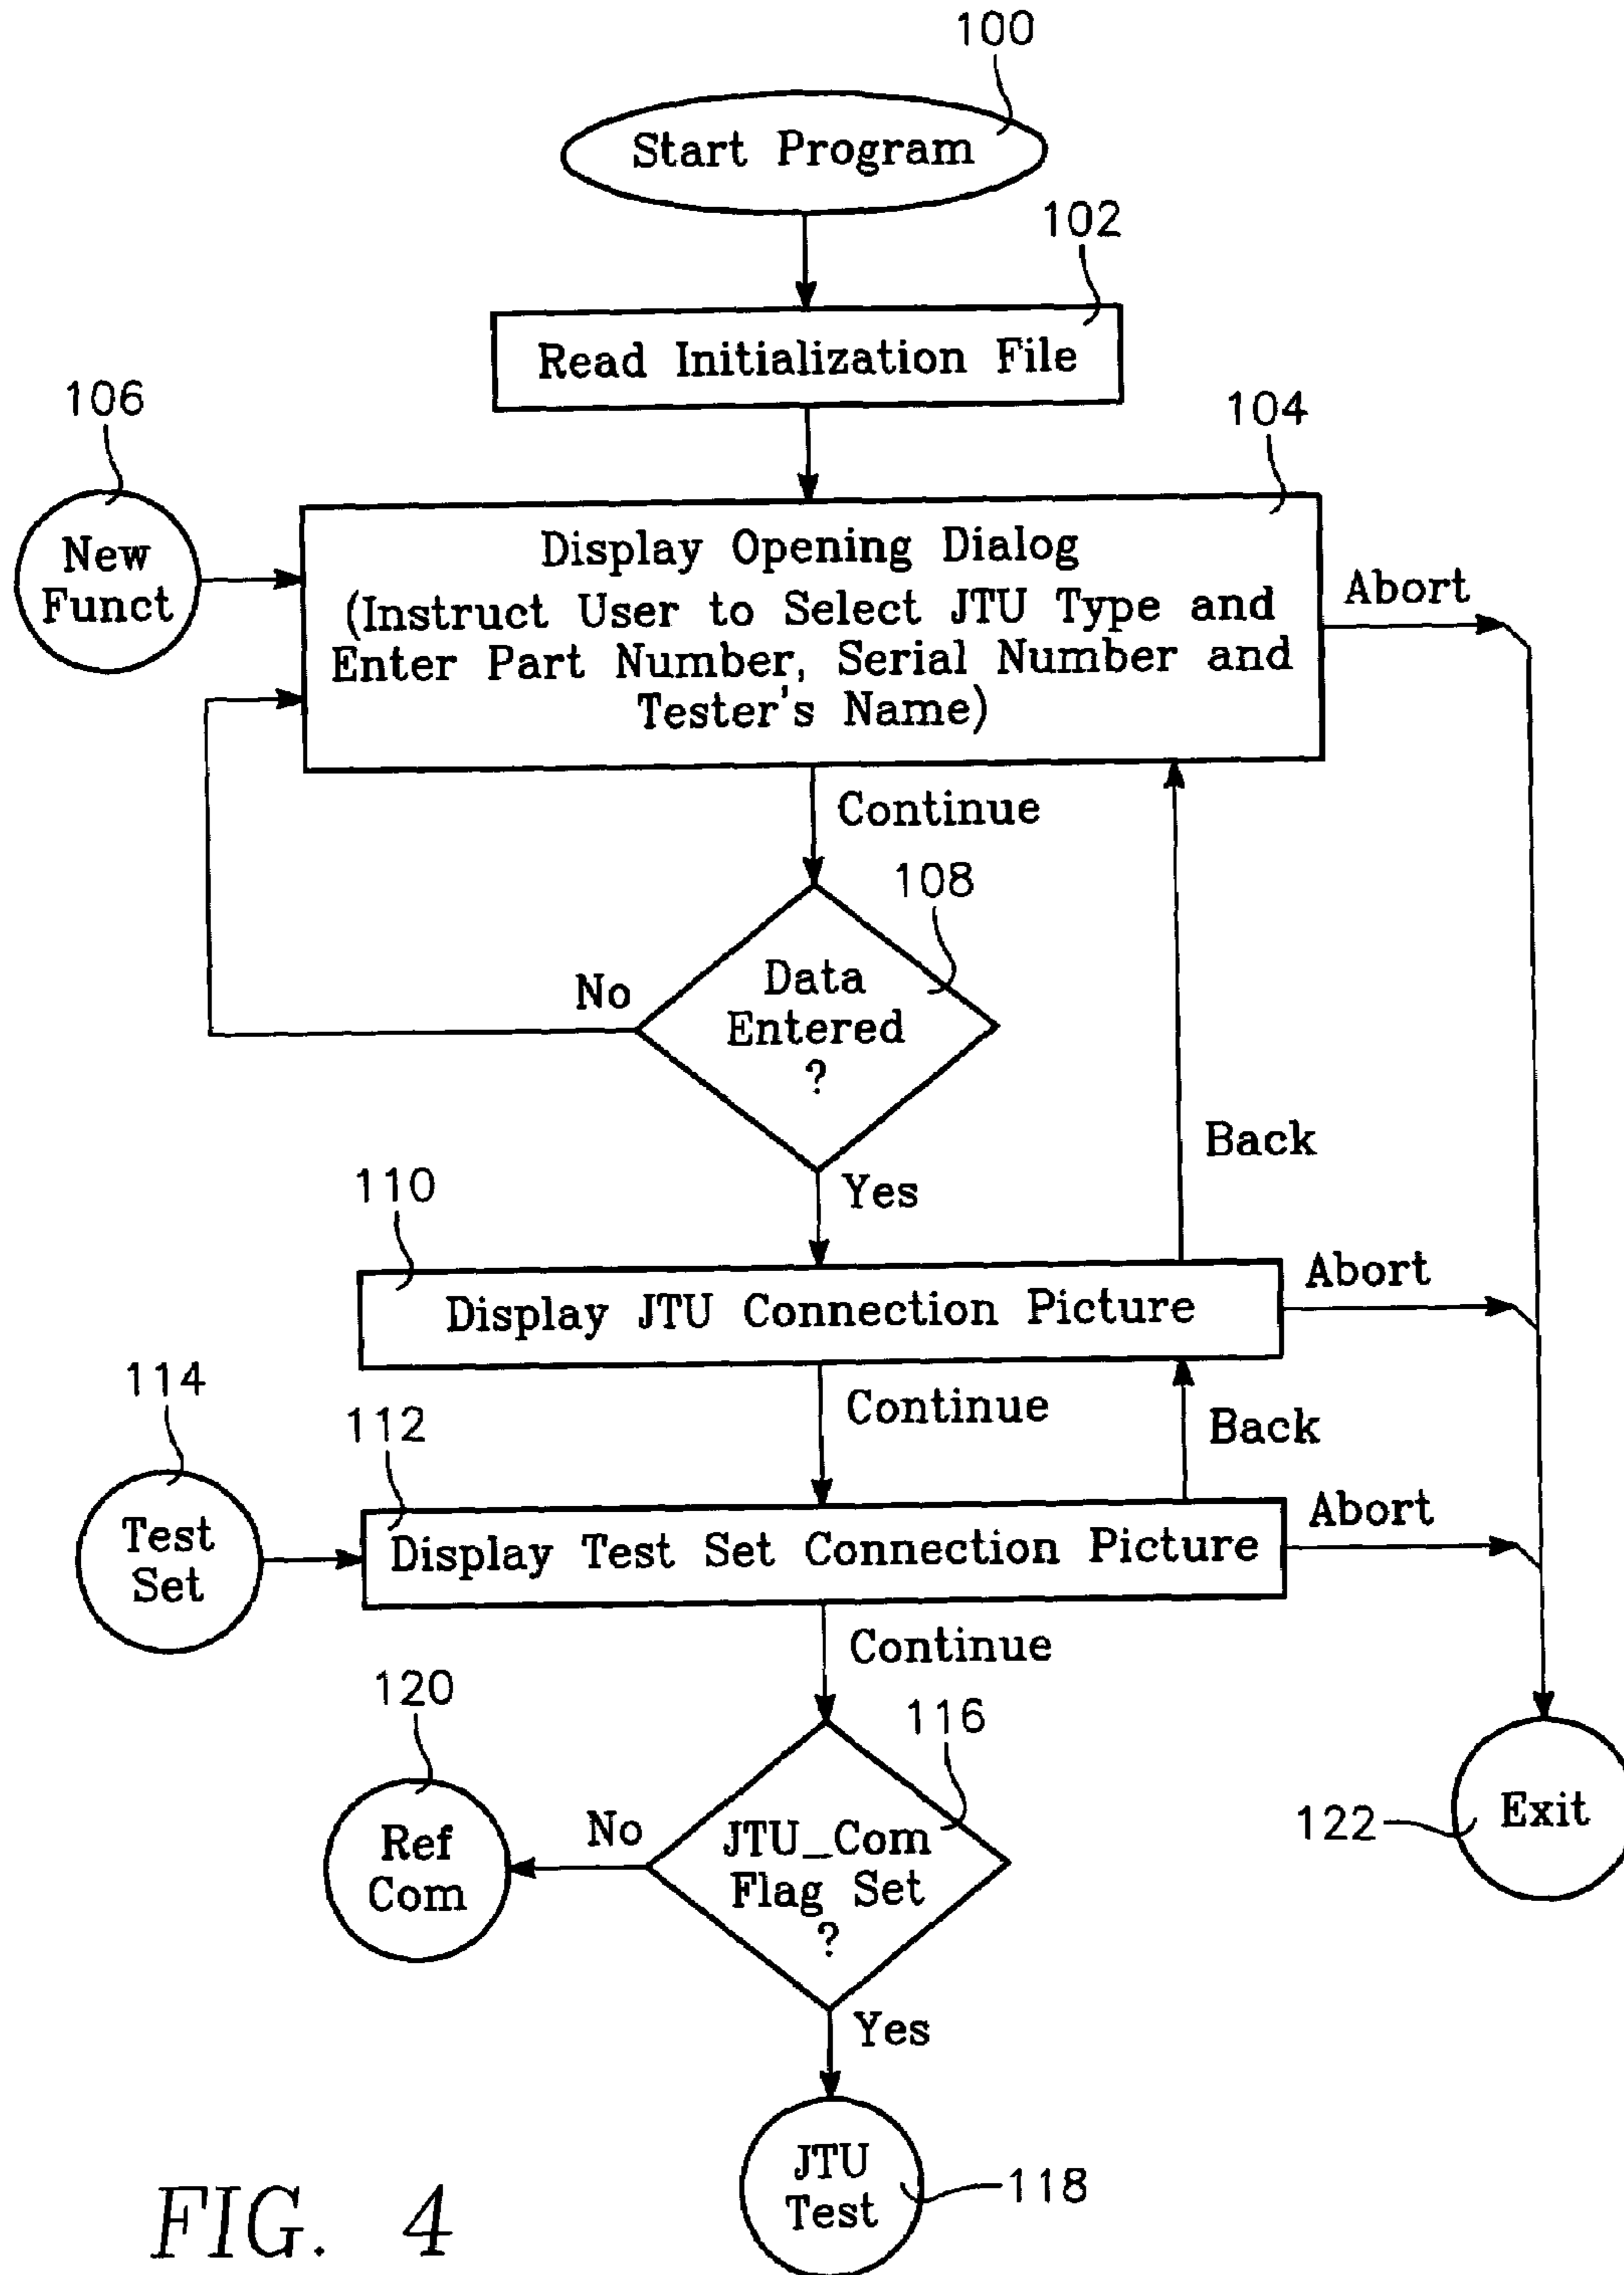 100
Start Program
102
Read Initialization File
104
106
New
Funct
Display Opening Dialog
(Instruct User to Select JTU Type and
Enter Part Number, Serial Number and
Tester's Name)
Abort
Continue
108
Data
Entered
?
No
Yes
Back
110
Display JTU Connection Picture
Abort
Continue
Back
114
Test
Set
112
Display Test Set Connection Picture
Abort
Continue
116
JTU_Com
Flag Set
?
No
120
Ref
Com
122
Exit
Yes
JTU
Test
118
FIG. 4